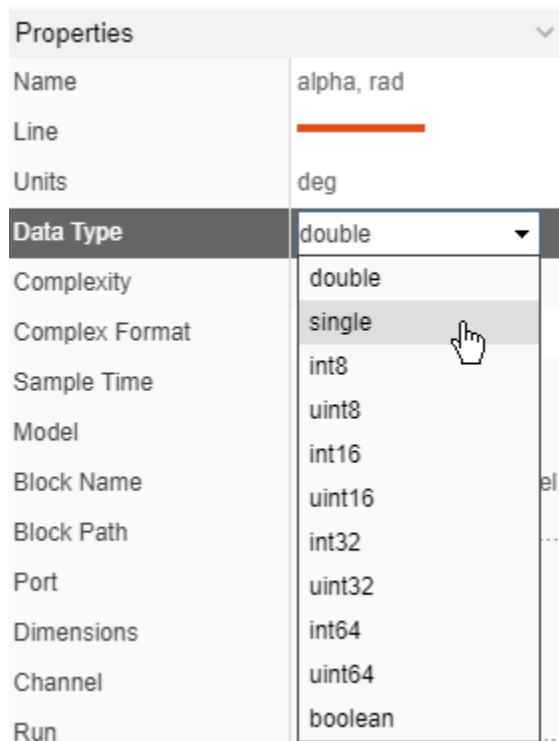 Properties
Name alpha, rad
Line
Units deg
Data Type double
Complexity double
Complex Format single
Sample Time int8
Model uint8
Block Name int16 el
Block Path uint16 ...
Port int32
Dimensions uint32
Channel int64
Run uint64
boolean